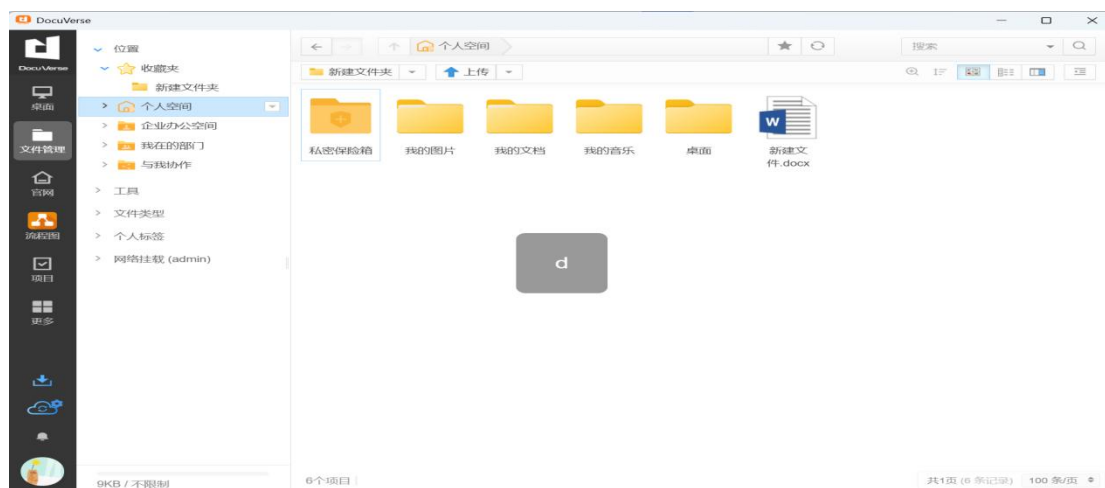 DocuVerse
DocuVerse
桌面
文件管理
官网
流程图
项目
更多
位置
收藏夹
新建文件夹
个人空间
企业办公空间
我在的部门
与我协作
工具
文件类型
个人标签
网络挂载 (admin)
9KB / 不限制
个人空间
搜索
新建文件夹
上传
私密保险箱
我的图片
我的文档
我的音乐
桌面
W
新建文
件.docx
d
6个项目
共1页 (6 条记录)
100 条/页